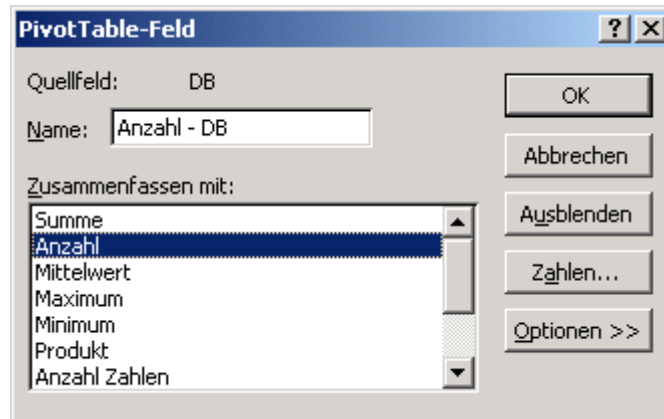 PivotTable-Feld
Quellfeld: DB
Name: Anzahl - DB
Zusammenfassen mit:
Summe
Anzahl
Mittelwert
Maximum
Minimum
Produkt
Anzahl Zahlen
OK
Abbrechen
Ausblenden
Zahlen...
Optionen >>